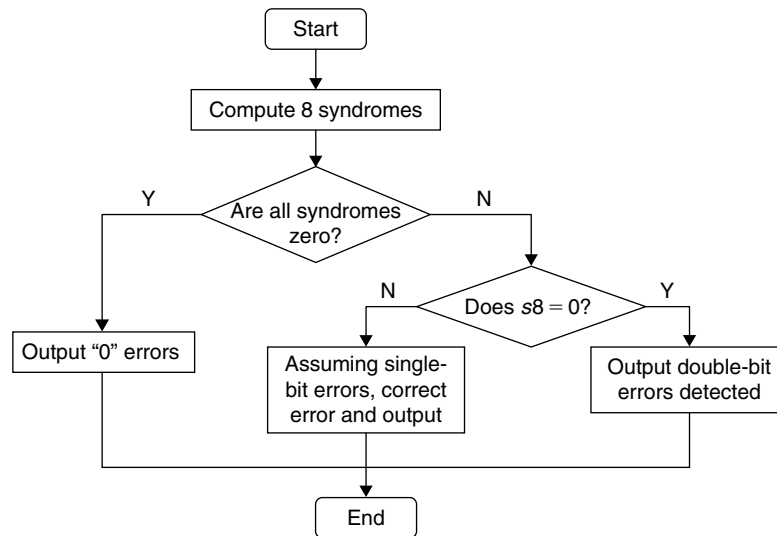 Start
Compute 8 syndromes
Y
N
Are all syndromes
zero?
N
Y
Does s8 = 0?
Output “0” errors
Assuming single-
bit errors, correct
error and output
Output double-bit
errors detected
End